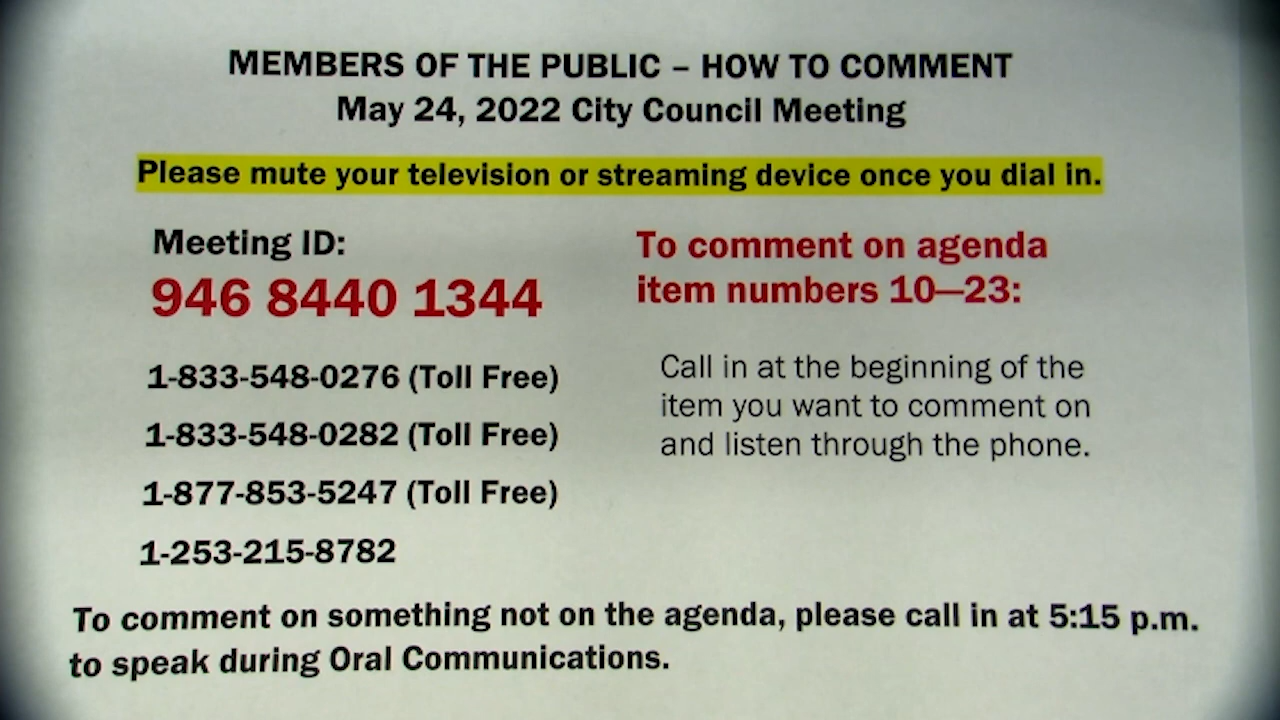 MEMBERS OF THE PUBLIC – HOW TO COMMENT
May 24, 2022 City Council Meeting
Please mute your television or streaming device once you dial in.
Meeting ID:
946 8440 1344
1-833-548-0276 (Toll Free)
1-833-548-0282 (Toll Free)
1-877-853-5247 (Toll Free)
1-253-215-8782
To comment on agenda
item numbers 10—23:
Call in at the beginning of the
item you want to comment on
and listen through the phone.
To comment on something not on the agenda, please call in at 5:15 p.m.
to speak during Oral Communications.